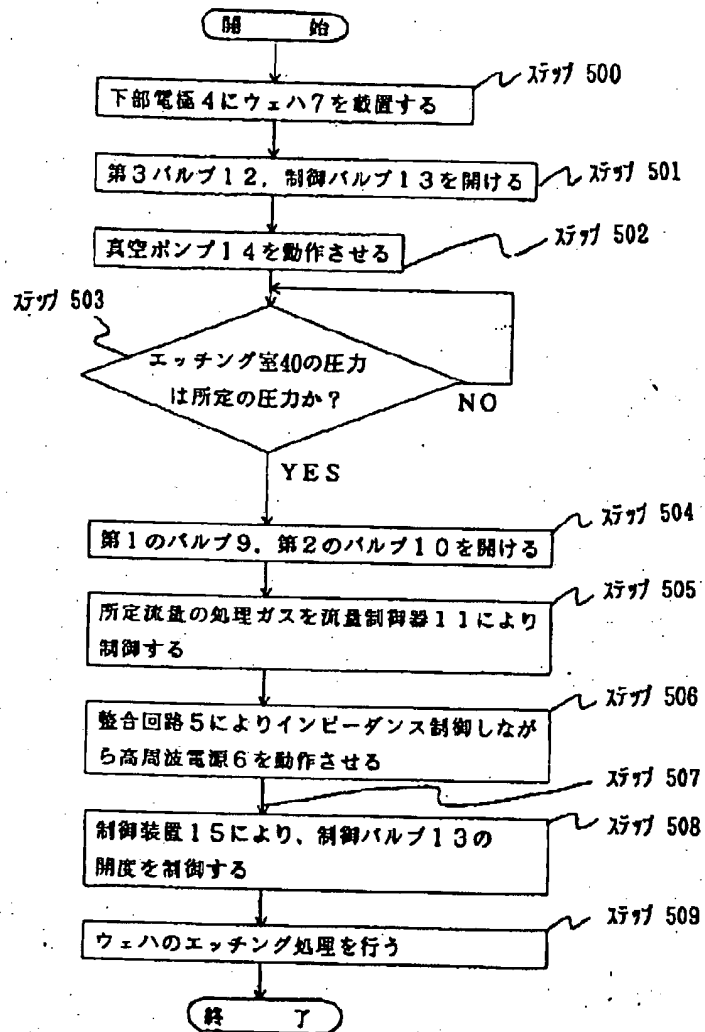 開 始
ステップ 500
下部電極4にウェハ7を載置する
第3バルブ12，制御バルブ13を開ける
ステップ 501
真空ポンプ14を動作させる
ステップ 502
ステップ 503
エッチング室40の圧力
は所定の圧力か？
NO
YES
ステップ 504
第1のバルブ9，第2のバルブ10を開ける
ステップ 505
所定流量の処理ガスを流量制御器11により
制御する
ステップ 506
整合回路5によりインピーダンス制御しなが
ら高周波電源6を動作させる
ステップ 507
ステップ 508
制御装置15により、制御バルブ13の
開度を制御する
ステップ 509
ウェハのエッチング処理を行う
終 了